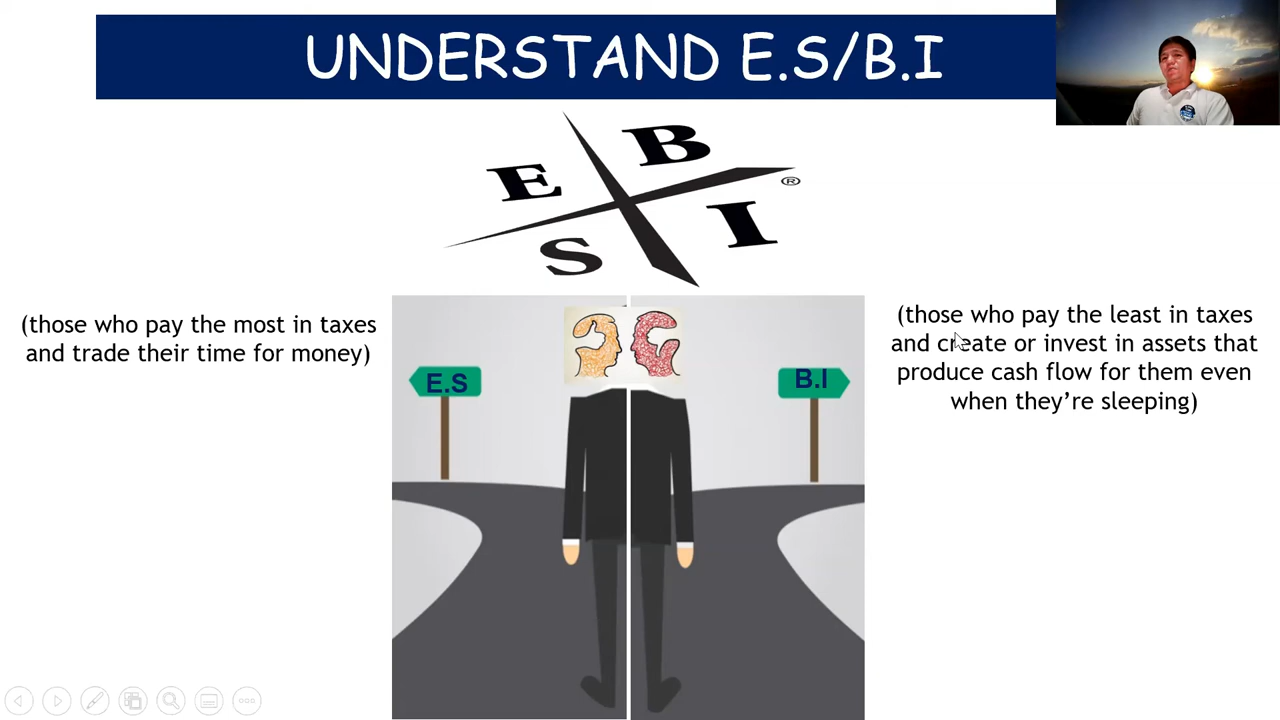 UNDERSTAND E.S/B.I
E
B
®
S
I
(those who pay the most in taxes
and trade their time for money)
E.S
B.I
(those who pay the least in taxes
and create or invest in assets that
produce cash flow for them even
when they’re sleeping)